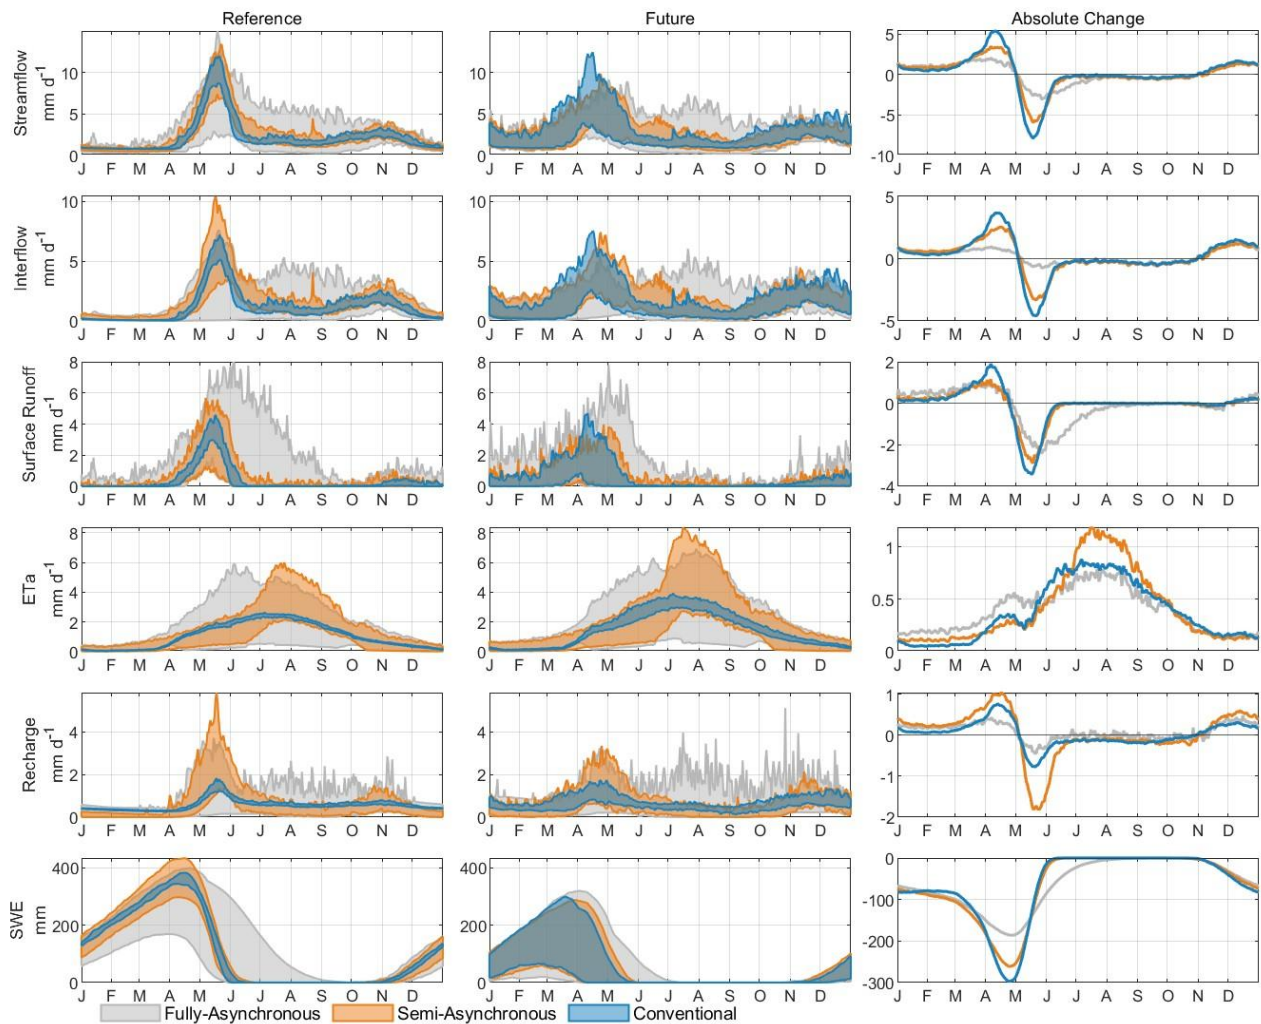 Reference Future Absolute Change
Streamflow
mm d⁻¹
10
5
0
J F M A M J J A S O N D
10
5
0
J F M A M J J A S O N D
5
0
-5
-10
J F M A M J J A S O N D
Interflow
mm d⁻¹
10
5
0
J F M A M J J A S O N D
10
5
0
J F M A M J J A S O N D
5
0
-5
J F M A M J J A S O N D
Surface Runoff
mm d⁻¹
8
6
4
2
0
J F M A M J J A S O N D
8
6
4
2
0
J F M A M J J A S O N D
2
0
-2
-4
J F M A M J J A S O N D
ETa
mm d⁻¹
8
6
4
2
0
J F M A M J J A S O N D
8
6
4
2
0
J F M A M J J A S O N D
1
0.5
0
J F M A M J J A S O N D
Recharge
mm d⁻¹
4
2
0
J F M A M J J A S O N D
4
2
0
J F M A M J J A S O N D
1
0
-1
-2
J F M A M J J A S O N D
SWE
mm
400
200
0
J F M A M J J A S O N D
400
200
0
J F M A M J J A S O N D
0
-100
-200
-300
J F M A M J J A S O N D
Fully-Asynchronous Semi-Asynchronous Conventional